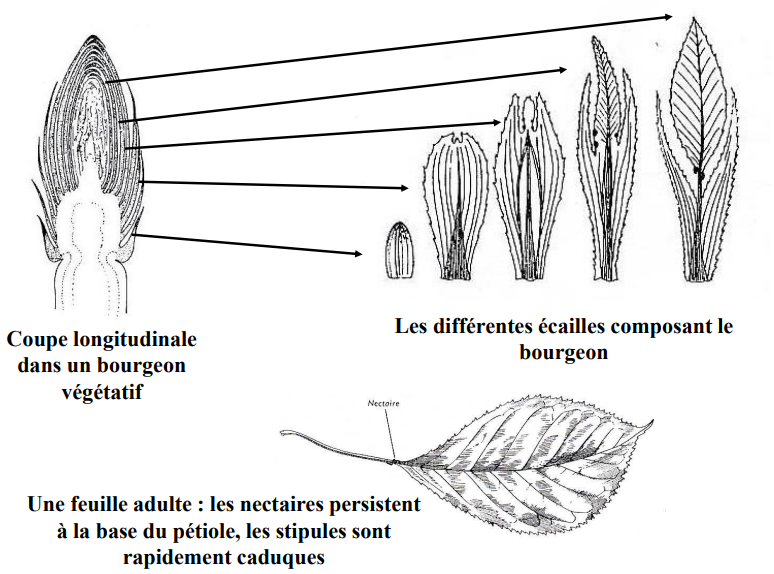 Coupe longitudinale
dans un bourgeon
végétatif
Les différentes écailles composant le
bourgeon
Nectaire
Une feuille adulte : les nectaires persistent
à la base du pétiole, les stipules sont
rapidement caduques